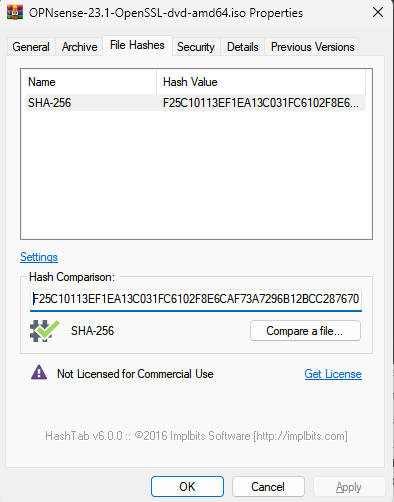 OPNsense-23.1-OpenSSL-dvd-amd64.iso Properties
General Archive File Hashes Security Details Previous Versions
Name Hash Value
SHA-256 F25C10113EF1EA13C031FC6102F8E6...
Settings
Hash Comparison:
F25C10113EF1EA13C031FC6102F8E6CAF73A7296B12BCC287670
SHA-256 Compare a file...
Not Licensed for Commercial Use Get License
HashTab v6.0.0 :: ©2016 Implbits Software [http://implbits.com]
OK Cancel Apply